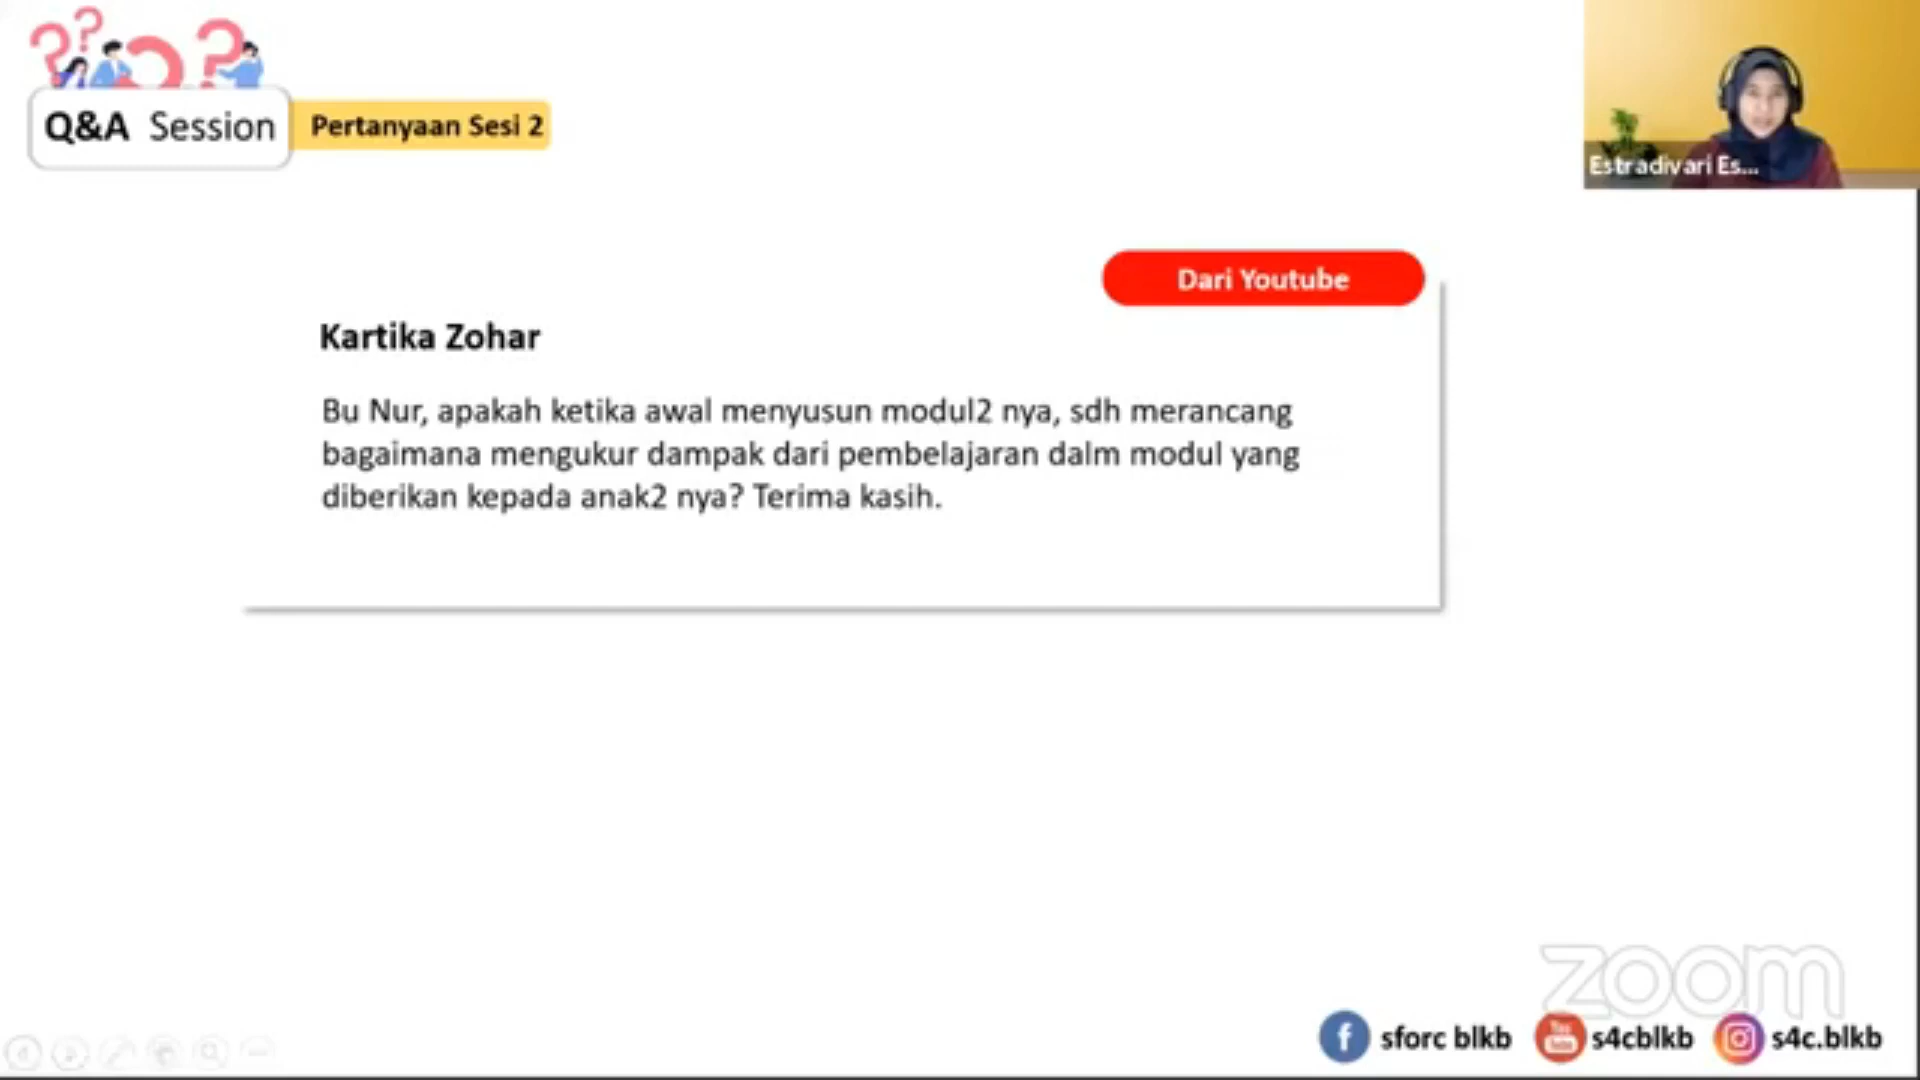 Q&A Session
Pertanyaan Sesi 2
Estradivari Es...
Dari Youtube
Kartika Zohar
Bu Nur, apakah ketika awal menyusun modul2 nya, sdh merancang
bagaimana mengukur dampak dari pembelajaran dalm modul yang
diberikan kepada anak2 nya? Terima kasih.
zoom
sforc blkb
s4cblkb
s4c.blkb